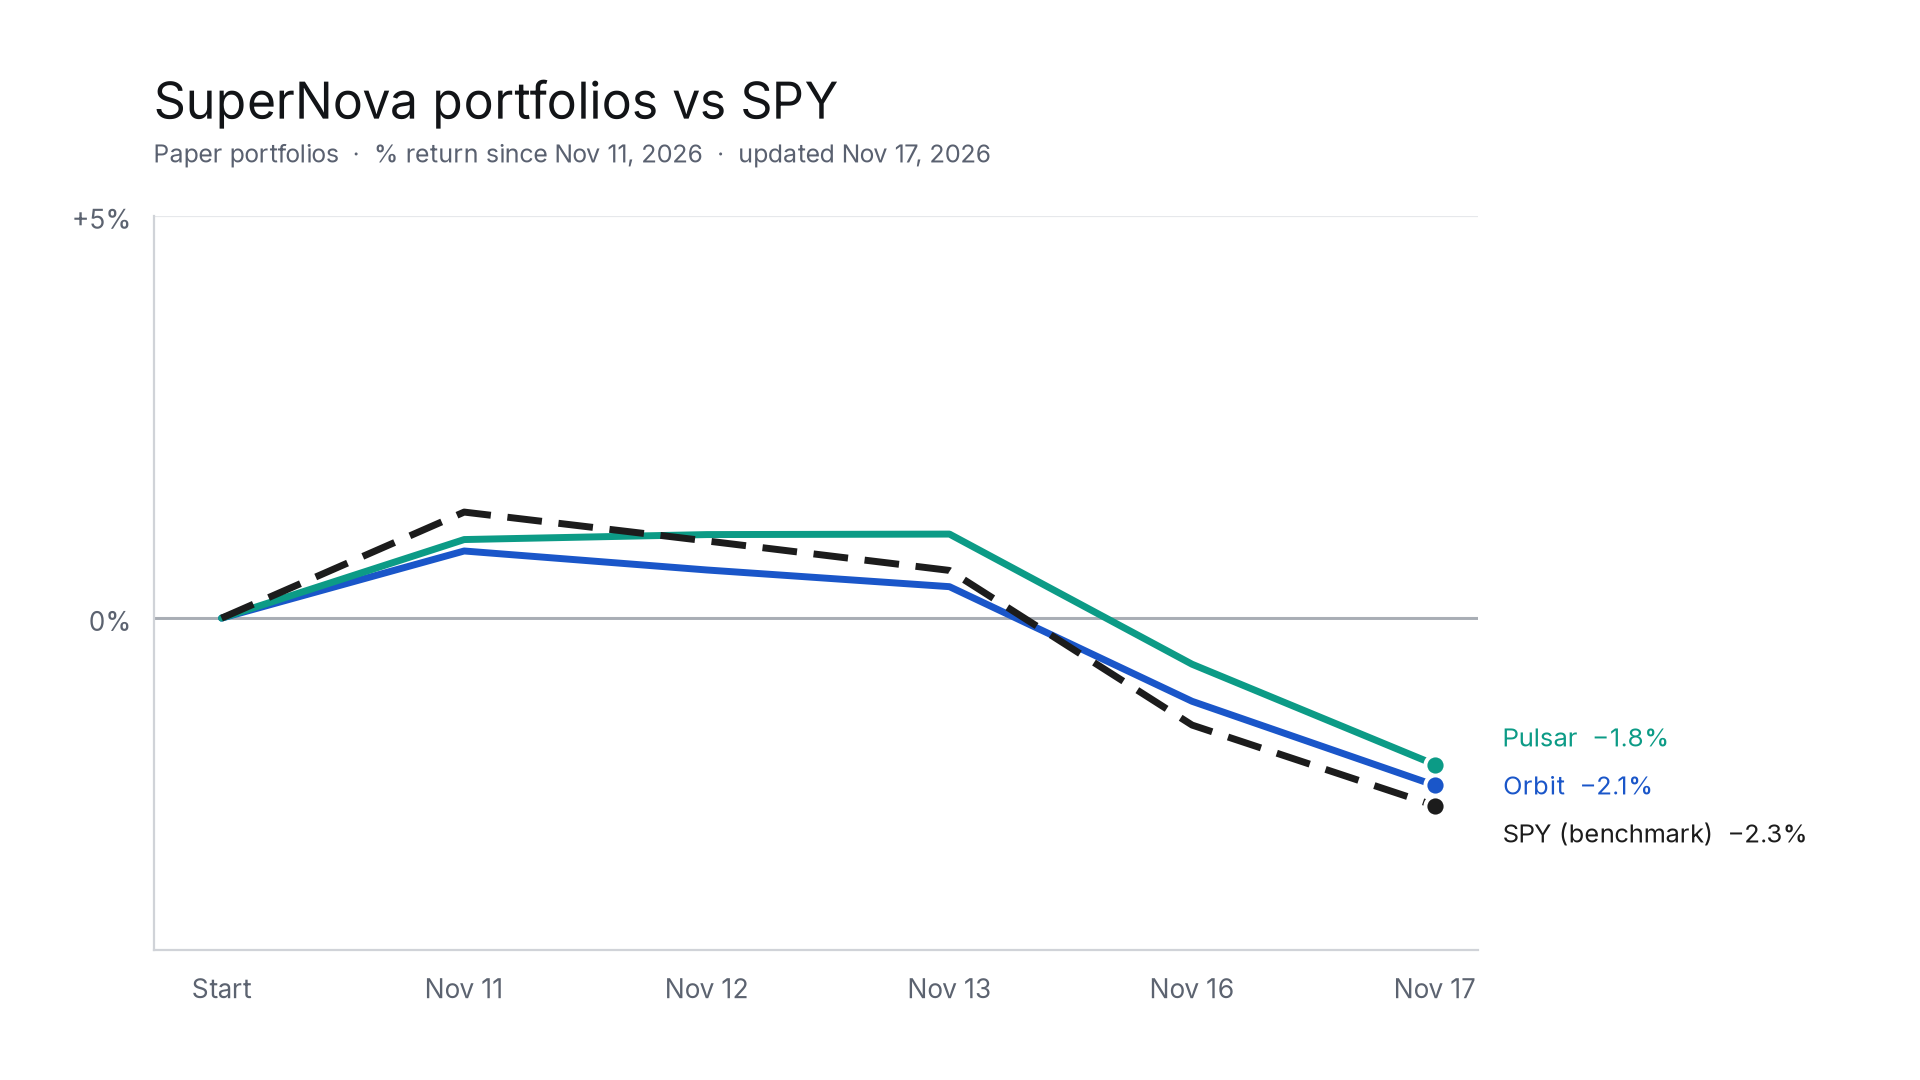 SuperNova portfolios vs SPY
Paper portfolios · % return since Nov 11, 2026 · updated Nov 17, 2026
+5%
0%
Pulsar −1.8%
Orbit −2.1%
SPY (benchmark) −2.3%
Start Nov 11 Nov 12 Nov 13 Nov 16 Nov 17